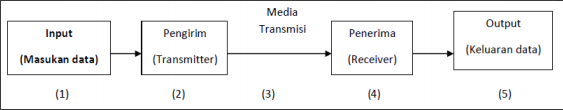 Input
(Masukan data)
Pengirim
(Transmitter)
Media
Transmisi
Penerima
(Receiver)
Output
(Keluaran data)
(1)
(2)
(3)
(4)
(5)